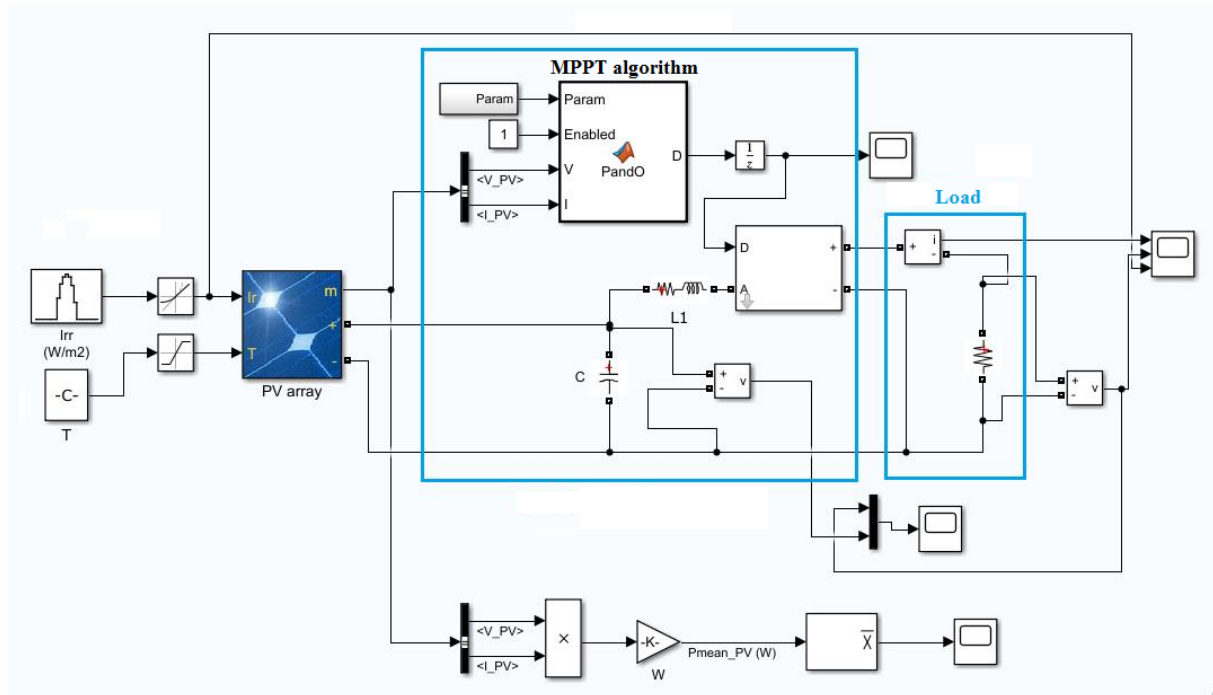 MPPT algorithm
Param
Param
1
Enabled
<V_PV>
V
<I_PV>
I
PandO
D
1
z
Load
D
+
-
A
+
i
-
Irr
(W/m2)
Ir
T
m
+
-
PV array
-C-
T
L1
C
+
-
v
+
-
v
<V_PV>
<I_PV>
×
-K-
W
Pmean_PV (W)
X